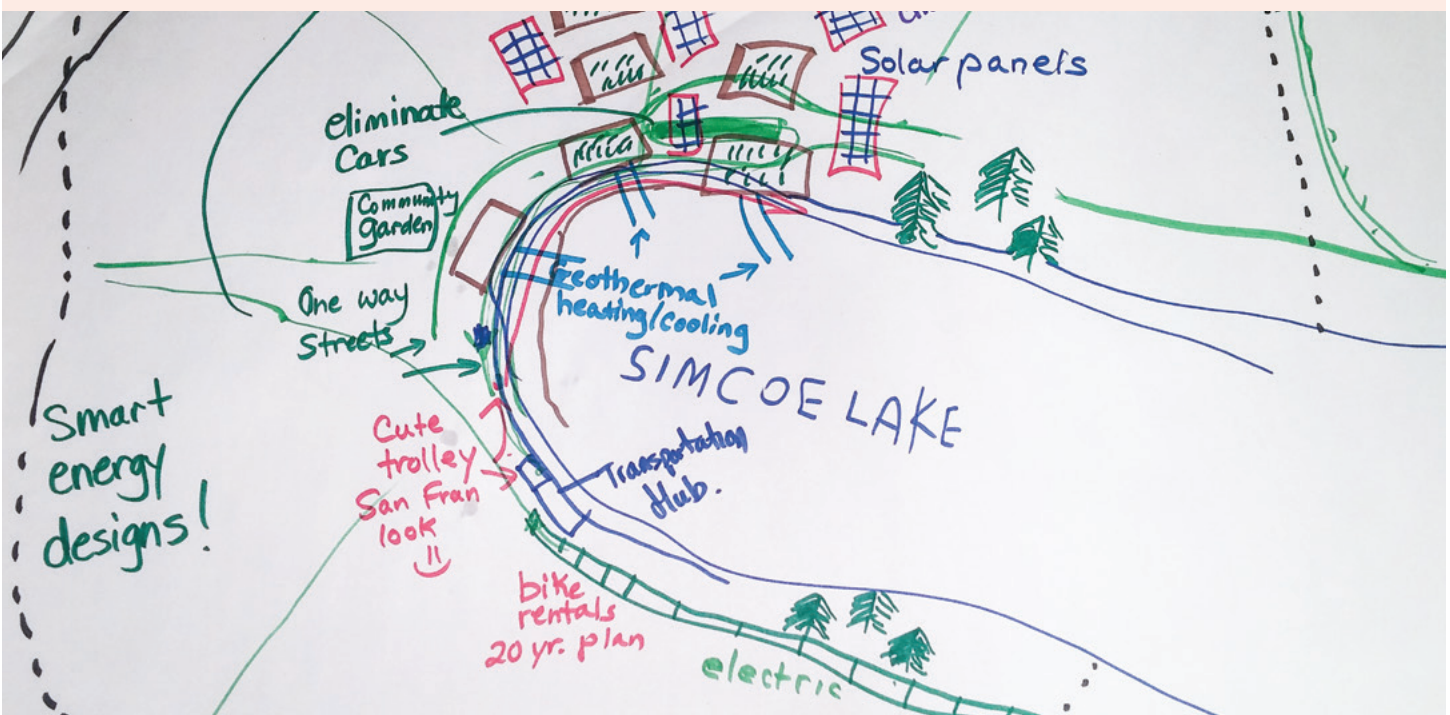 Solar panels
eliminate
Cars
Community
Garden
One way
Streets
Geothermal
heating/cooling
SIMCOE LAKE
Smart
energy
designs!
Cute
trolley
San Fran
look
Transportation
Hub.
bike
rentals
20 yr. plan
electric